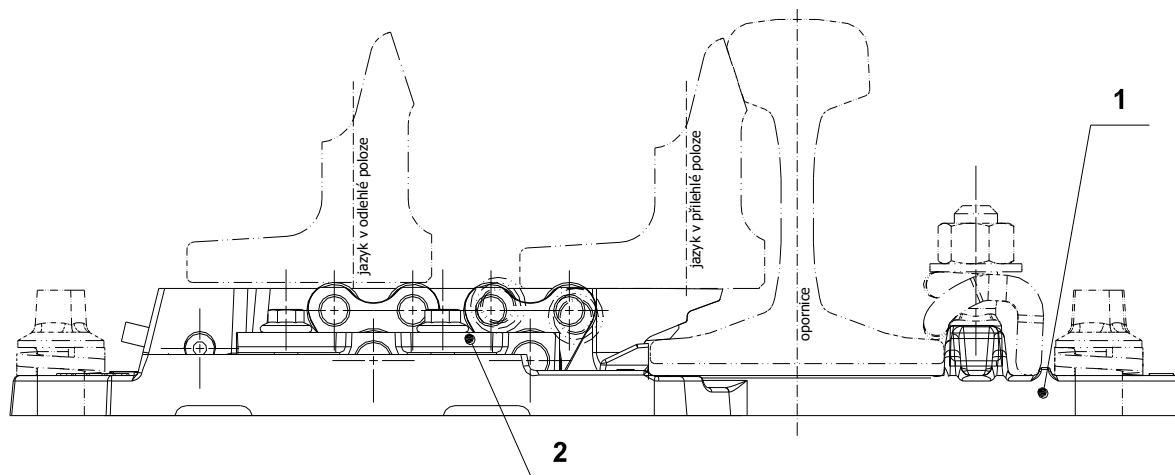 jazyk v odlehlé poloze
jazyk v přilehlé poloze
opornice
1
2